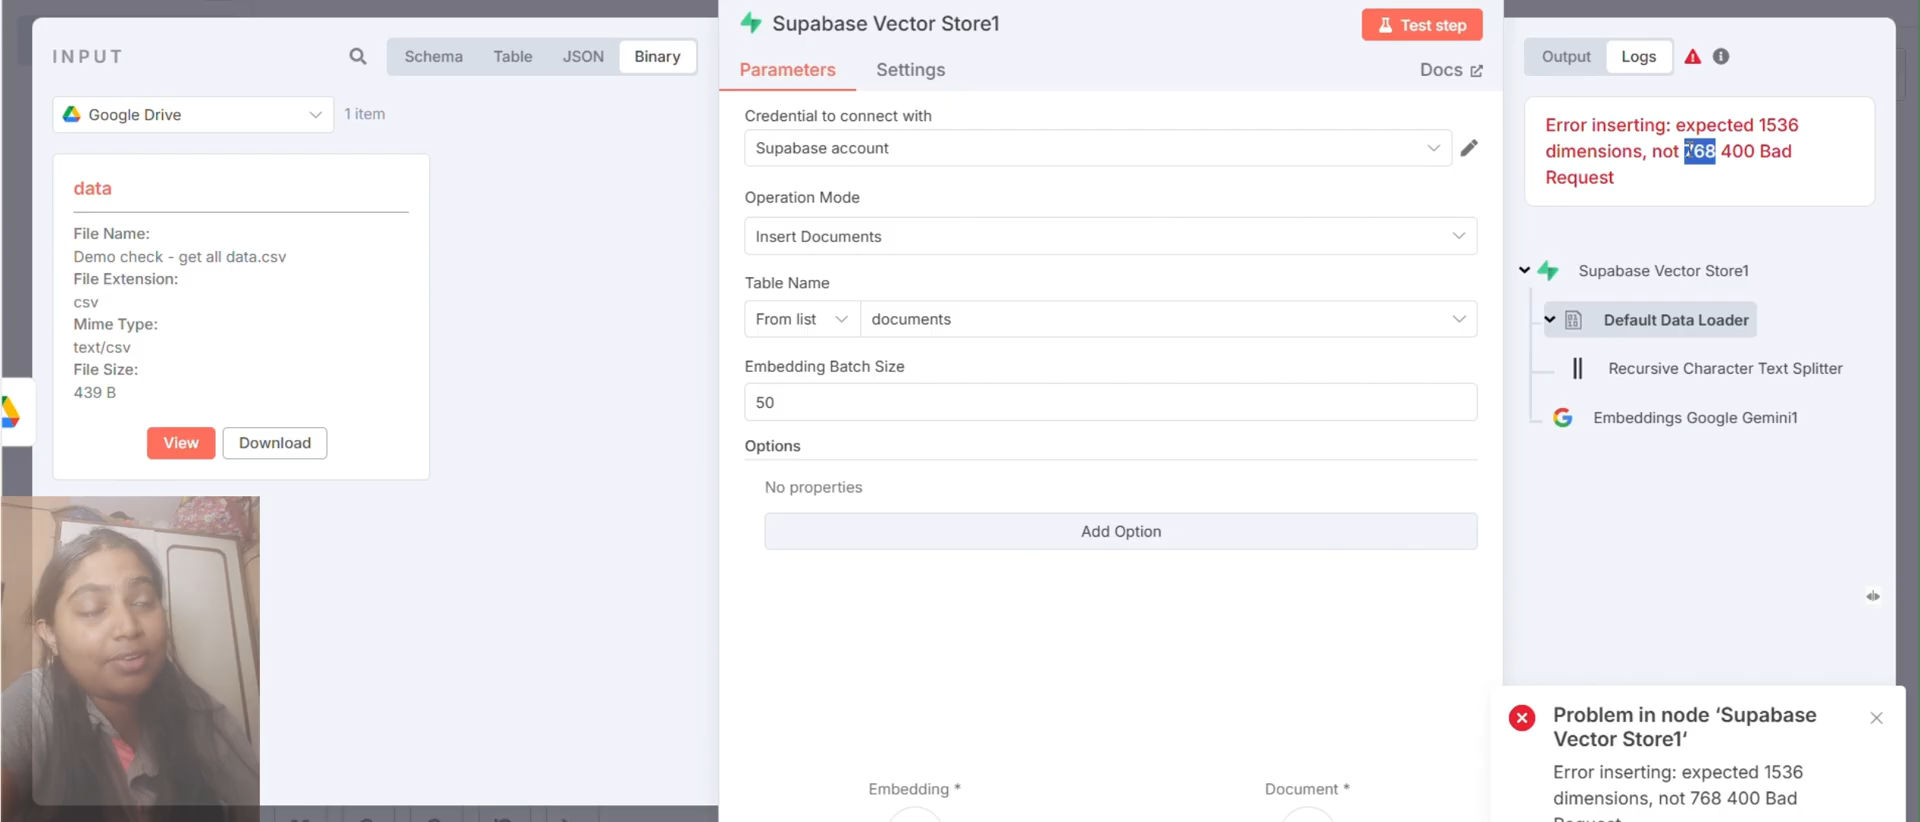 INPUT
Schema
Table
JSON
Binary
Google Drive
1 item
data
File Name:
Demo check - get all data.csv
File Extension:
csv
Mime Type:
text/csv
File Size:
439 B
View
Download
Supabase Vector Store1
Test step
Parameters
Settings
Docs
Credential to connect with
Supabase account
Operation Mode
Insert Documents
Table Name
From list
documents
Embedding Batch Size
50
Options
No properties
Add Option
Embedding *
Document *
Output
Logs
Error inserting: expected 1536
dimensions, not 768 400 Bad
Request
Supabase Vector Store1
Default Data Loader
Recursive Character Text Splitter
Embeddings Google Gemini1
Problem in node ‘Supabase
Vector Store1‘
Error inserting: expected 1536
dimensions, not 768 400 Bad
Request